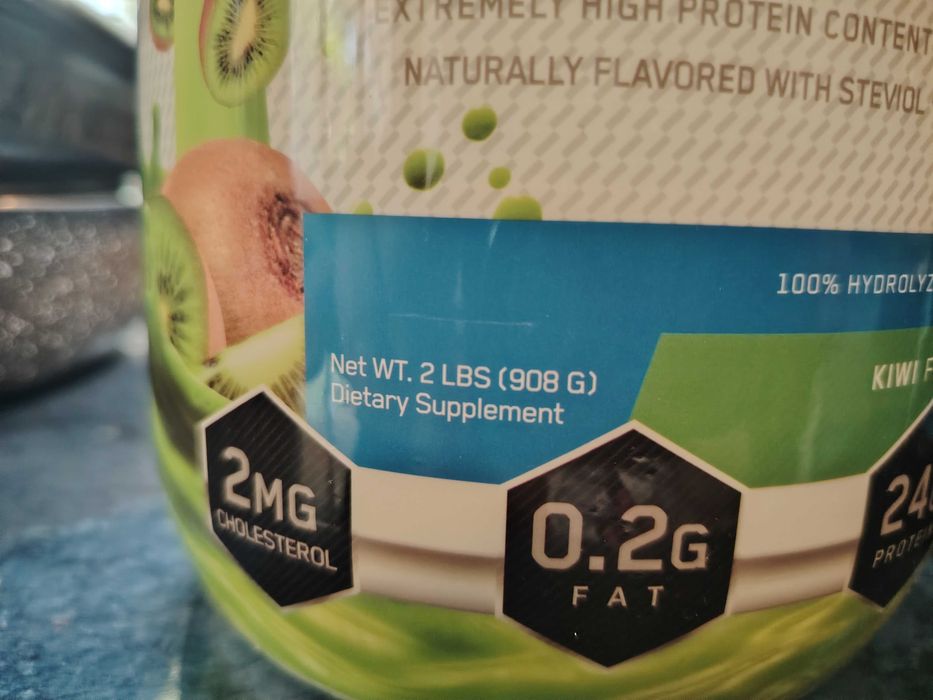 EXTREMELY HIGH PROTEIN CONTENT
NATURALLY FLAVORED WITH STEVIOL
100% HYDROLYZ
Net WT. 2 LBS (908 G)
Dietary Supplement
KIWI F
2MG
CHOLESTEROL
0.2G
FAT
24
PROTEIN